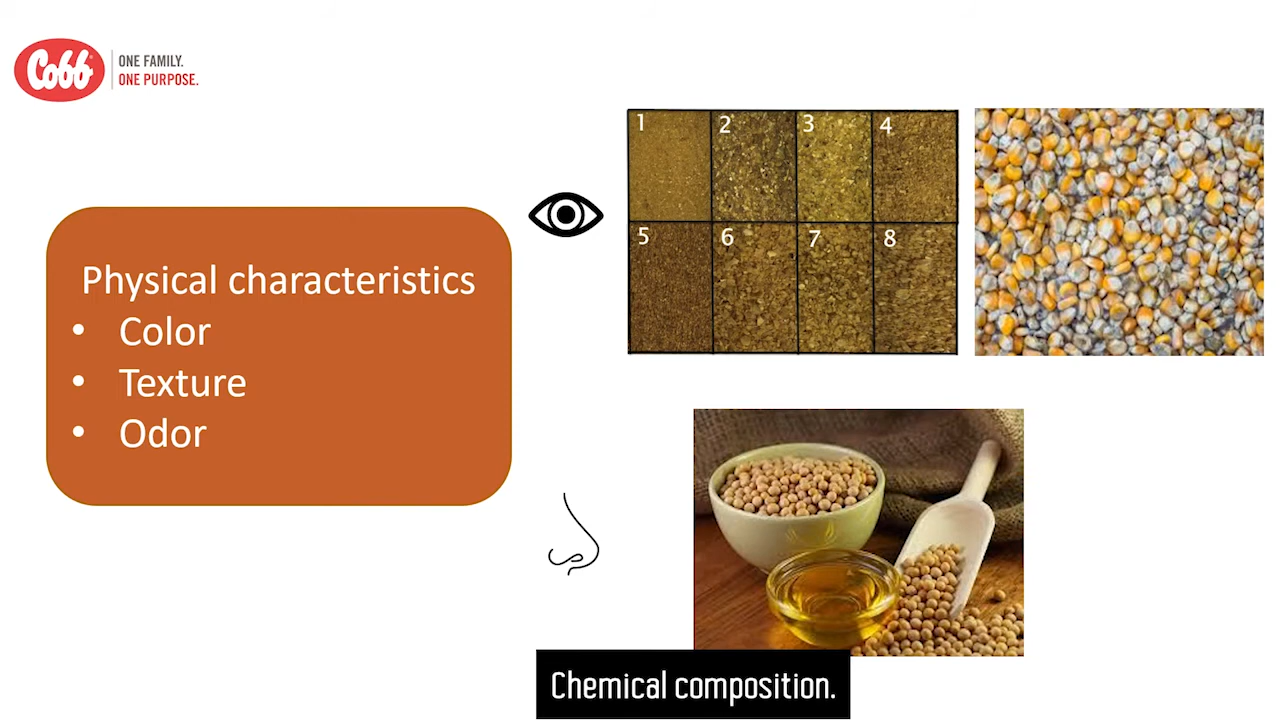 Cobb
ONE FAMILY.
ONE PURPOSE.
Physical characteristics
• Color
• Texture
• Odor
1 2 3 4
5 6 7 8
Chemical composition.